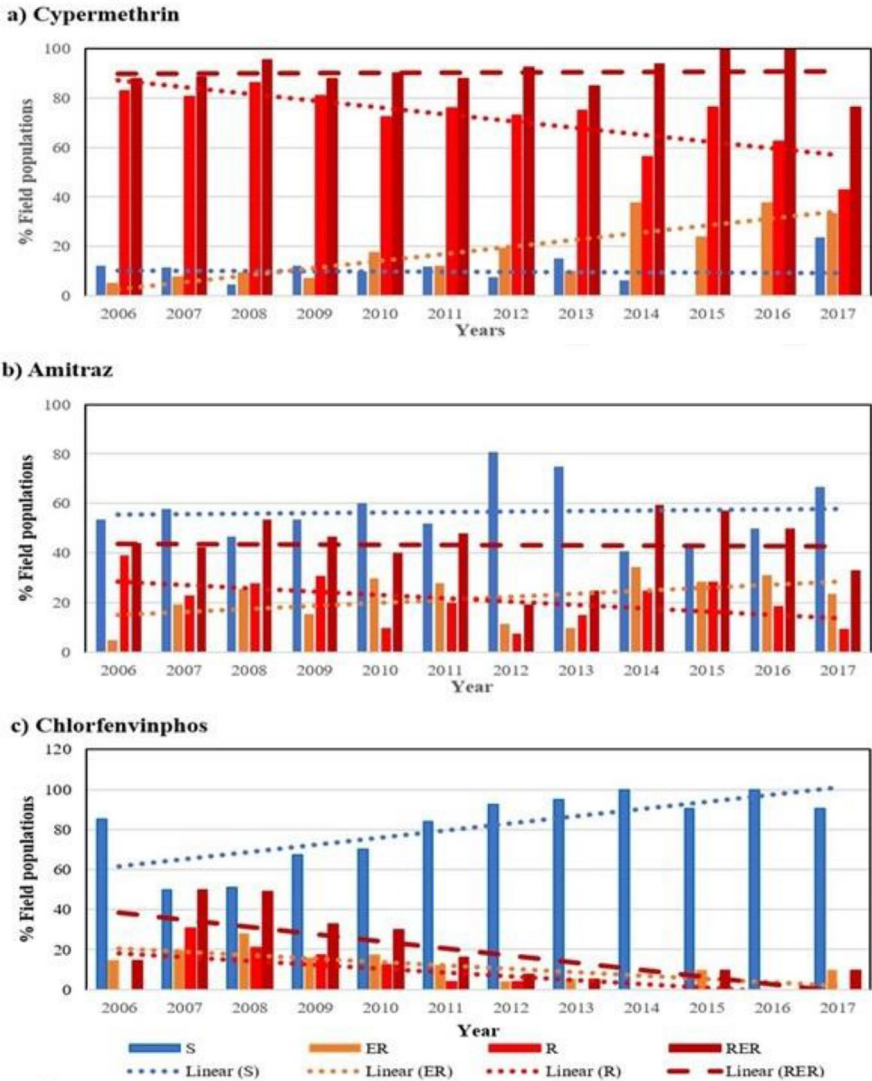 a) Cypermethrin
100
80
60
40
20
0
% Field populations
2006 2007 2008 2009 2010 2011 2012 2013 2014 2015 2016 2017
Years
b) Amitraz
100
80
60
40
20
0
% Field populations
2006 2007 2008 2009 2010 2011 2012 2013 2014 2015 2016 2017
Year
c) Chlorfenvinphos
120
100
80
60
40
20
0
% Field populations
2006 2007 2008 2009 2010 2011 2012 2013 2014 2015 2016 2017
Year
S ER R RER
Linear (S) Linear (ER) Linear (R) Linear (RER)